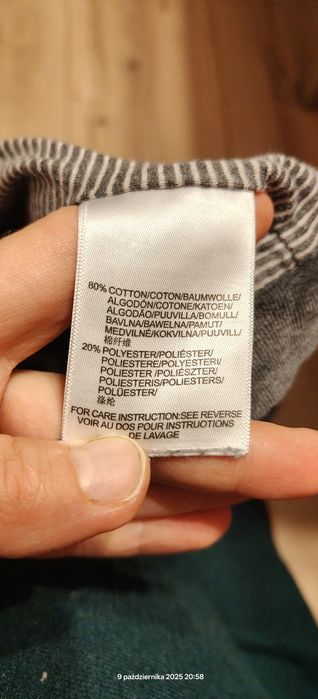 80% COTTON/COTON/BAUMWOLLE/
ALGODÓN/COTONE/KATOEN/
ALGODÃO/PUUVILLA/BOMULL/
BAVLNA/BAWEŁNA/PAMUT/
MEDVILNÉ/KOKVILNA/PUUVILL/
棉纤维
20% POLYESTER/POLIÉSTER/
POLIESTERE/POLYESTERI/
POLIESTER /POLIÉSZTER/
POLIESTERIS/POLIESTERS/
POLÜESTER/
涤纶
FOR CARE INSTRUCTION:SEE REVERSE
VOIR AU DOS POUR INSTRUOTIONS
DE LAVAGE
9 października 2025 20:58